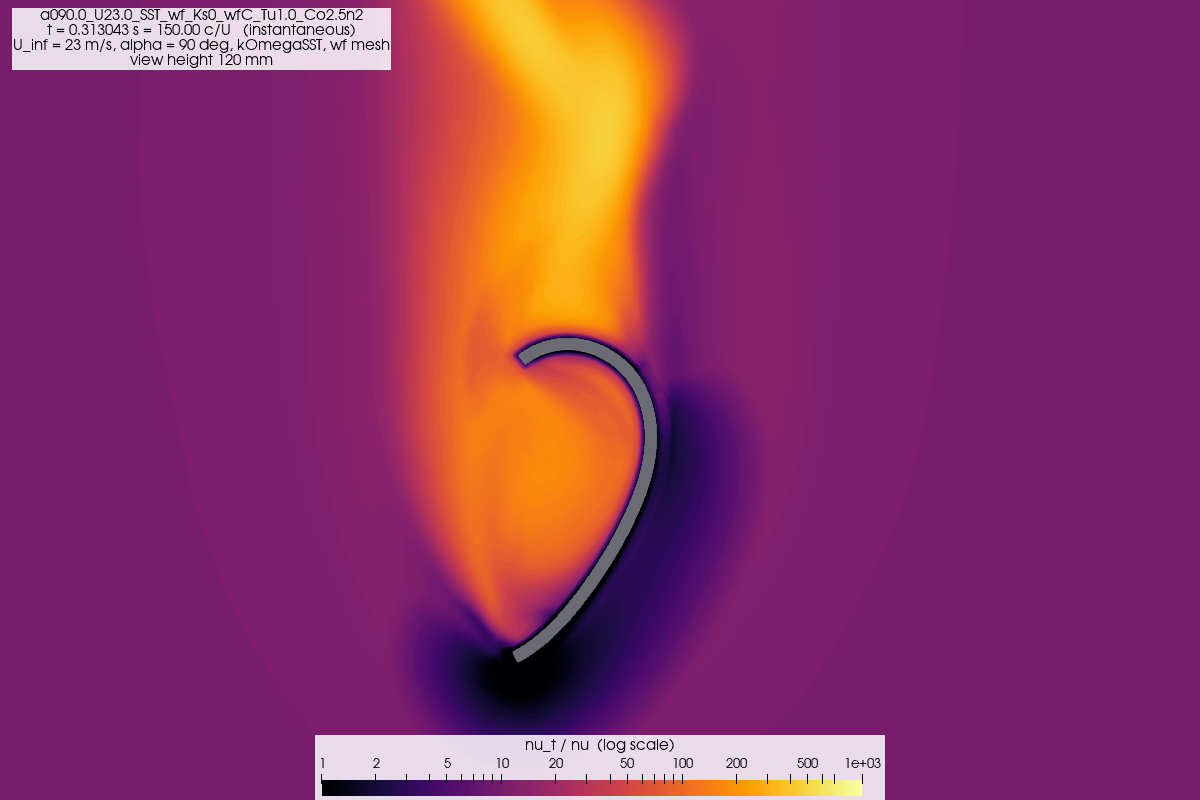 a090.0_U23.0_SST_wf_Ks0_wfC_Tu1.0_Co2.5n2
t = 0.313043 s = 150.00 c/U (instantaneous)
U_inf = 23 m/s, alpha = 90 deg, kOmegaSST, wf mesh
view height 120 mm
nu_t / nu (log scale)
1 2 5 10 20 50 100 200 500 1e+03